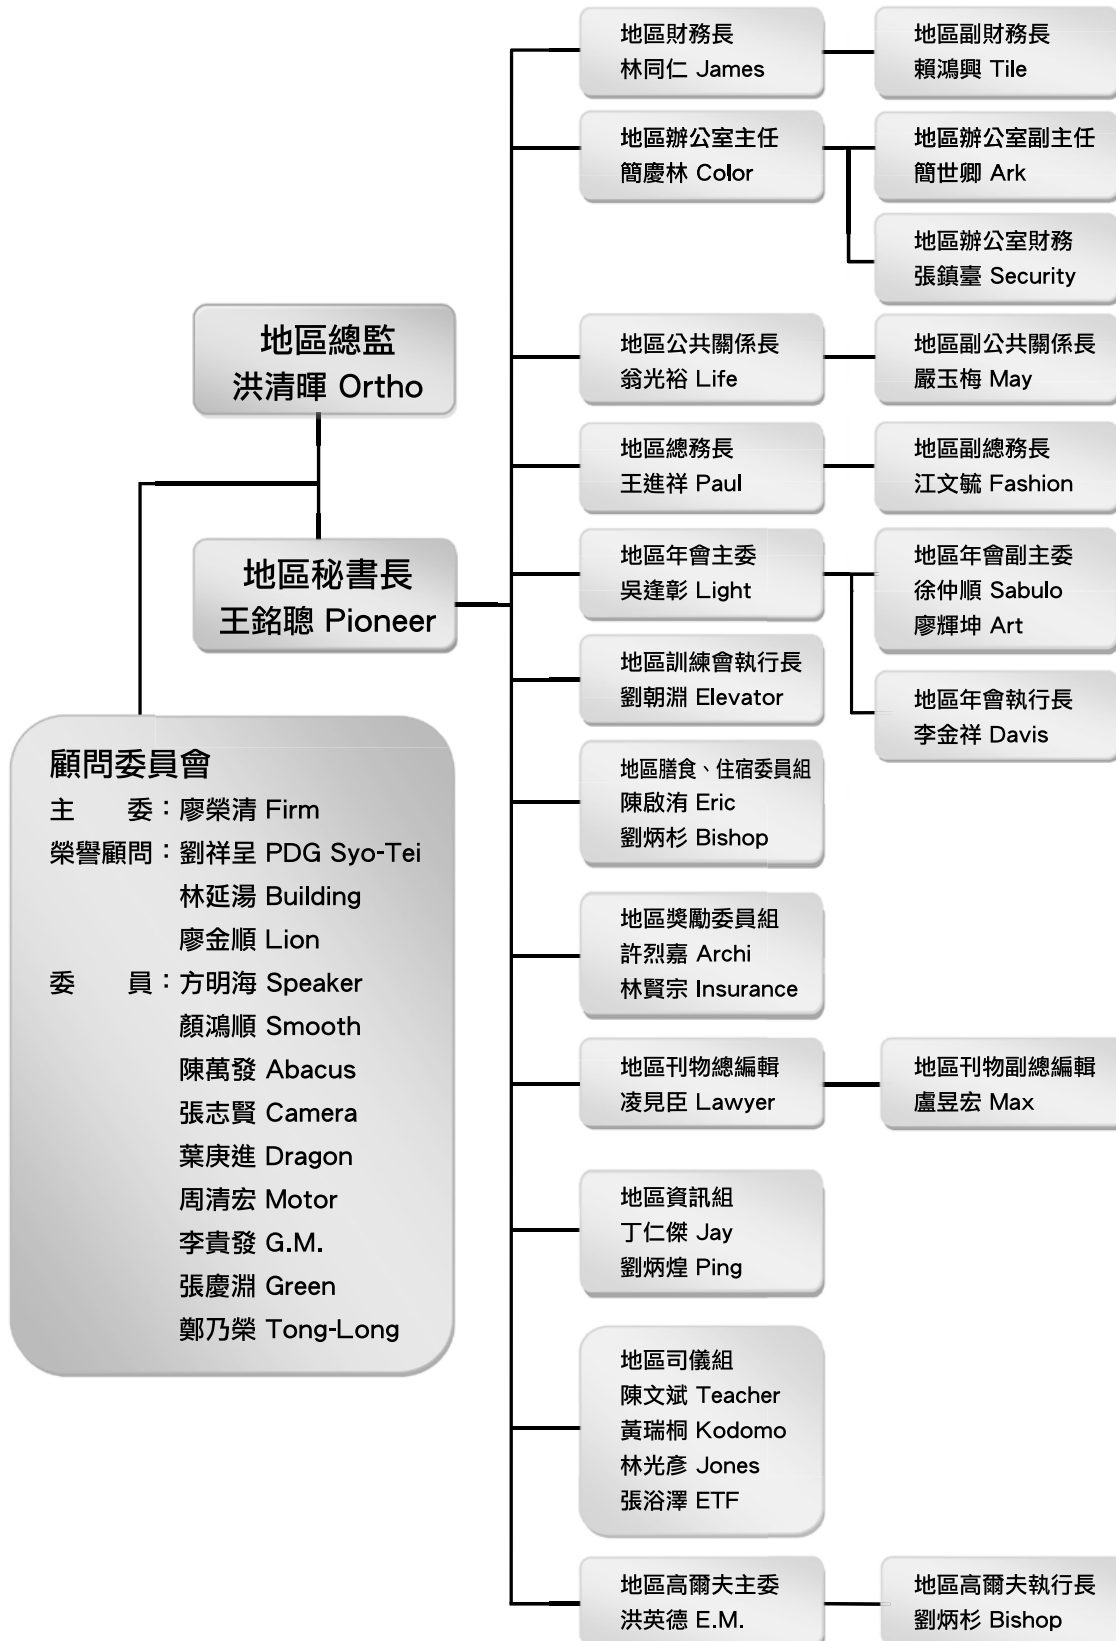 地區總監
洪清暉 Ortho
地區秘書長
王銘聰 Pioneer
顧問委員會
主　　委：廖榮清 Firm
榮譽顧問：劉祥呈 PDG Syo-Tei
林延湯 Building
廖金順 Lion
委　　員：方明海 Speaker
顏鴻順 Smooth
陳萬發 Abacus
張志賢 Camera
葉庚進 Dragon
周清宏 Motor
李貴發 G.M.
張慶淵 Green
鄭乃榮 Tong-Long
地區財務長
林同仁 James
地區副財務長
賴鴻興 Tile
地區辦公室主任
簡慶林 Color
地區辦公室副主任
簡世卿 Ark
地區辦公室財務
張鎮臺 Security
地區公共關係長
翁光裕 Life
地區副公共關係長
嚴玉梅 May
地區總務長
王進祥 Paul
地區副總務長
江文毓 Fashion
地區年會主委
吳逢彰 Light
地區年會副主委
徐仲順 Sabulo
廖輝坤 Art
地區年會執行長
李金祥 Davis
地區訓練會執行長
劉朝淵 Elevator
地區膳食、住宿委員組
陳啟洧 Eric
劉炳杉 Bishop
地區獎勵委員組
許烈嘉 Archi
林賢宗 Insurance
地區刊物總編輯
凌見臣 Lawyer
地區刊物副總編輯
盧昱宏 Max
地區資訊組
丁仁傑 Jay
劉炳煌 Ping
地區司儀組
陳文斌 Teacher
黃瑞桐 Kodomo
林光彥 Jones
張浴澤 ETF
地區高爾夫主委
洪英德 E.M.
地區高爾夫執行長
劉炳杉 Bishop